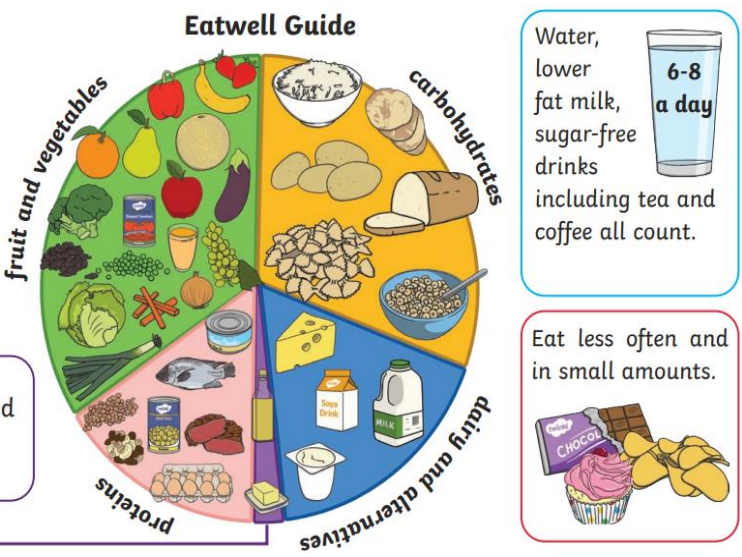 Eatwell Guide
fruit and vegetables
carbohydrates
proteins
dairy and alternatives
Soya
Drink
MILK
Water,
lower
fat milk,
sugar-free
drinks
including tea and
coffee all count.
6-8
a day
Eat less often and
in small amounts.
twinkl
CHOCOL
d